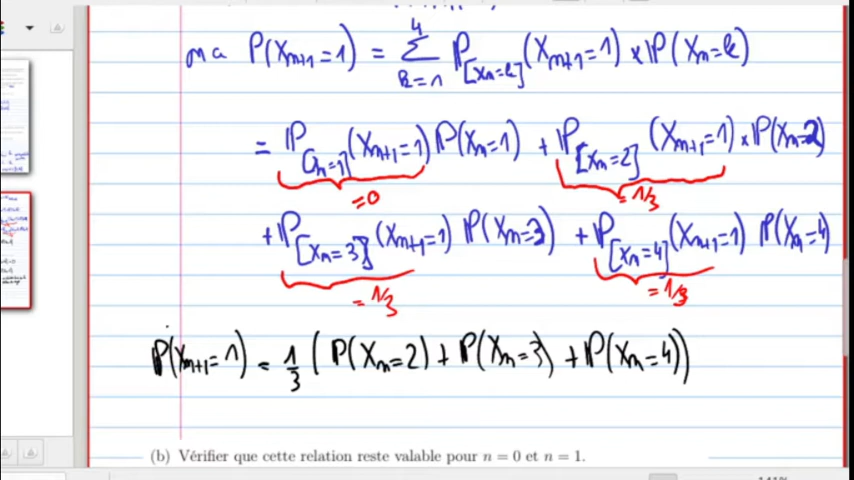 on a P(Xn+1=1) = ∑ k=1 4 P[Xn=k](Xn+1=1) × P(Xn=k)
= P[Xn=1](Xn+1=1) P(Xn=1) + P[Xn=2](Xn+1=1) × P(Xn=2)
=0 = 1/3
+ P[Xn=3](Xn+1=1) P(Xn=3) + P[Xn=4](Xn+1=1) P(Xn=4)
= 1/3 = 1/3
P(Xn+1=1) = 1/3 (P(Xn=2) + P(Xn=3) + P(Xn=4))
(b) Vérifier que cette relation reste valable pour n = 0 et n = 1.